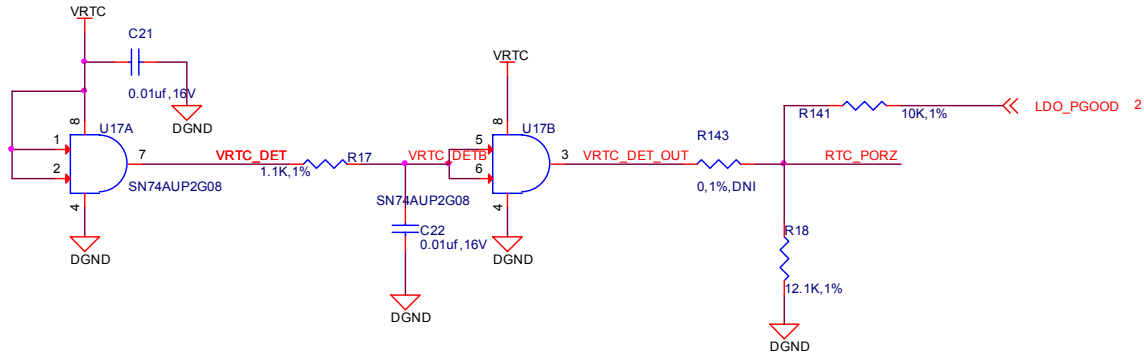 VRTC
C21
0.01uf,16V
DGND
8
U17A
1
2
7
4
SN74AUP2G08
DGND
VRTC_DET
R17
1.1K,1%
VRTC_DETB
SN74AUP2G08
C22
0.01uf,16V
DGND
VRTC
8
U17B
5
6
3
4
DGND
VRTC_DET_OUT
R143
0,1%,DNI
R141
10K,1%
LDO_PGOOD 2
RTC_PORZ
R18
12.1K,1%
DGND